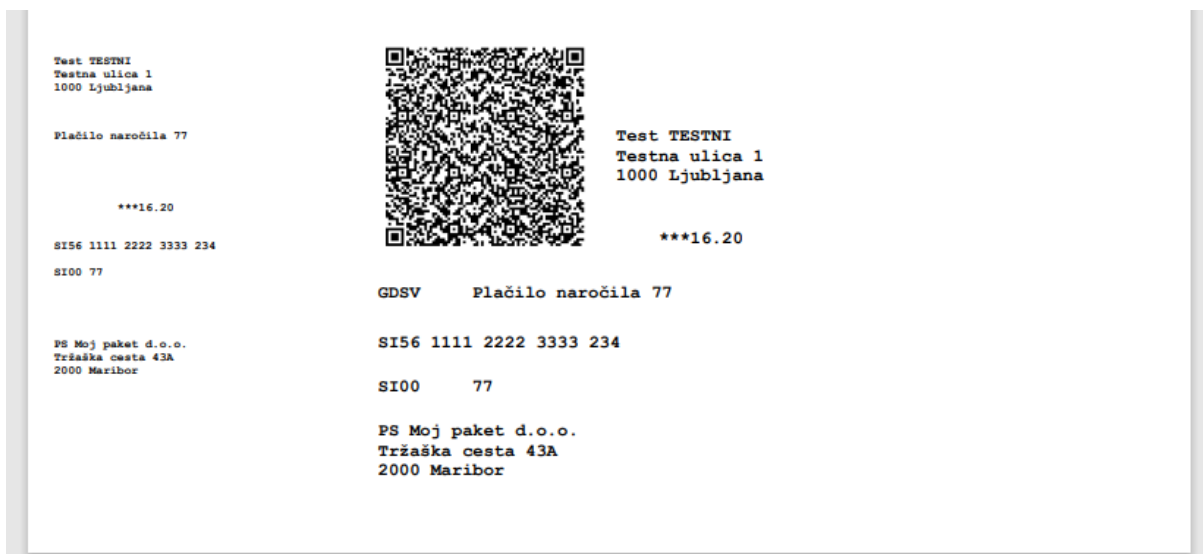 Test TESTNI
Testna ulica 1
1000 Ljubljana
Plačilo naročila 77
***16.20
SI56 1111 2222 3333 234
SI00 77
PS Moj paket d.o.o.
Tržaška cesta 43A
2000 Maribor
Test TESTNI
Testna ulica 1
1000 Ljubljana
***16.20
GDSV Plačilo naročila 77
SI56 1111 2222 3333 234
SI00 77
PS Moj paket d.o.o.
Tržaška cesta 43A
2000 Maribor